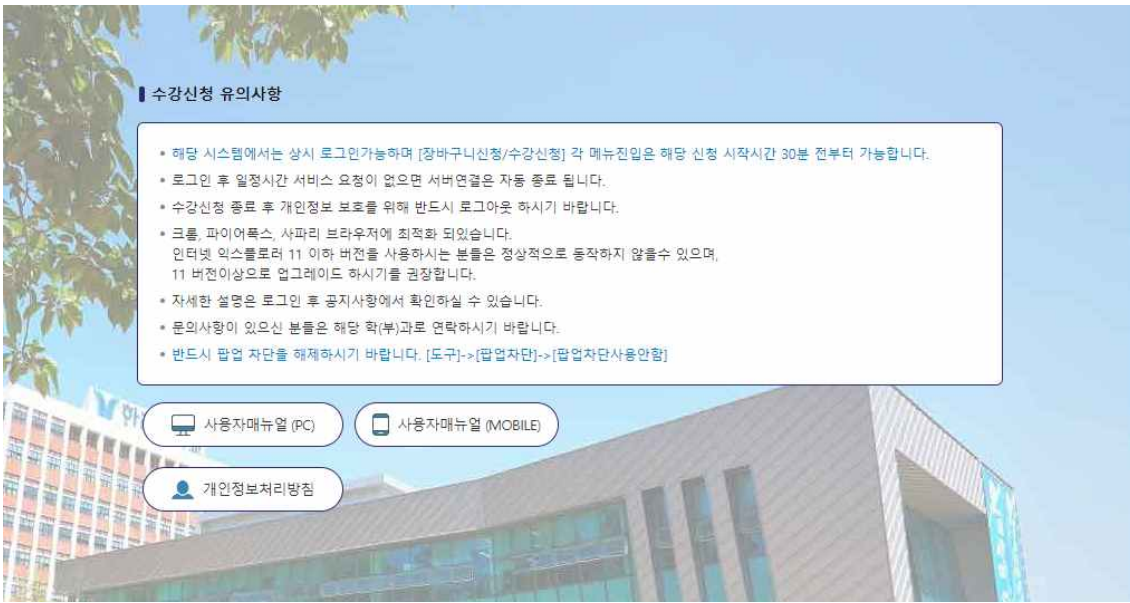 수강신청 유의사항
해당 시스템에서는 상시 로그인가능하며 [장바구니신청/수강신청] 각 메뉴진입은 해당 신청 시작시간 30분 전부터 가능합니다.
로그인 후 일정시간 서비스 요청이 없으면 서버연결은 자동 종료 됩니다.
수강신청 종료 후 개인정보 보호를 위해 반드시 로그아웃 하시기 바랍니다.
크롬, 파이어폭스, 사파리 브라우저에 최적화 되있습니다.
인터넷 익스플로러 11 이하 버전을 사용하시는 분들은 정상적으로 동작하지 않을수 있으며,
11 버전이상으로 업그레이드 하시기를 권장합니다.
자세한 설명은 로그인 후 공지사항에서 확인하실 수 있습니다.
문의사항이 있으신 분들은 해당 학(부)과로 연락하시기 바랍니다.
반드시 팝업 차단을 해제하시기 바랍니다. [도구]->[팝업차단]->[팝업차단사용안함]
사용자매뉴얼 (PC)
사용자매뉴얼 (MOBILE)
개인정보처리방침